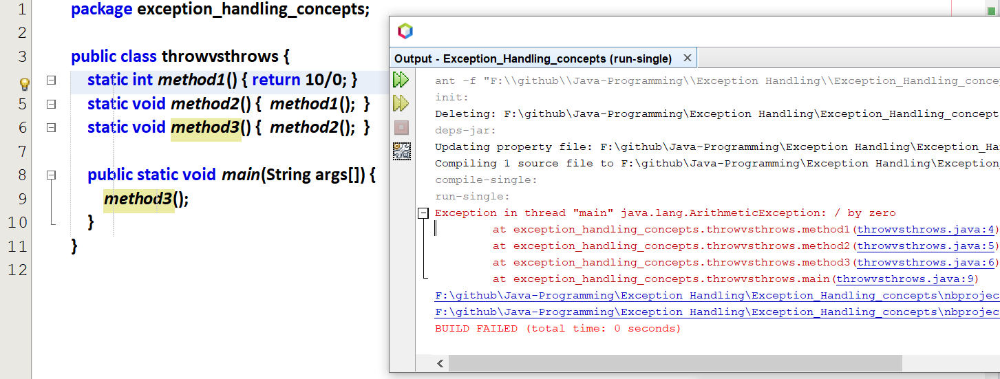 1 package exception_handling_concepts;
2
3 public class throwvsthrows {
static int method1() { return 10/0; }
5 static void method2() { method1(); }
6 static void method3() { method2(); }
7
8 public static void main(String args[]) {
9 method3();
10 }
11 }
12
Output - Exception_Handling_concepts (run-single)
ant -f "F:\\github\\Java-Programming\\Exception Handling\\Exception_Handling_conce
init:
Deleting: F:\github\Java-Programming\Exception Handling\Exception_Handling_concept
deps-jar:
Updating property file: F:\github\Java-Programming\Exception Handling\Exception_Ha
Compiling 1 source file to F:\github\Java-Programming\Exception Handling\Exception
compile-single:
run-single:
Exception in thread "main" java.lang.ArithmeticException: / by zero
at exception_handling_concepts.throwvsthrows.method1(throwvsthrows.java:4)
at exception_handling_concepts.throwvsthrows.method2(throwvsthrows.java:5)
at exception_handling_concepts.throwvsthrows.method3(throwvsthrows.java:6)
at exception_handling_concepts.throwvsthrows.main(throwvsthrows.java:9)
F:\github\Java-Programming\Exception Handling\Exception_Handling_concepts\nbprojec
F:\github\Java-Programming\Exception Handling\Exception_Handling_concepts\nbprojec
BUILD FAILED (total time: 0 seconds)